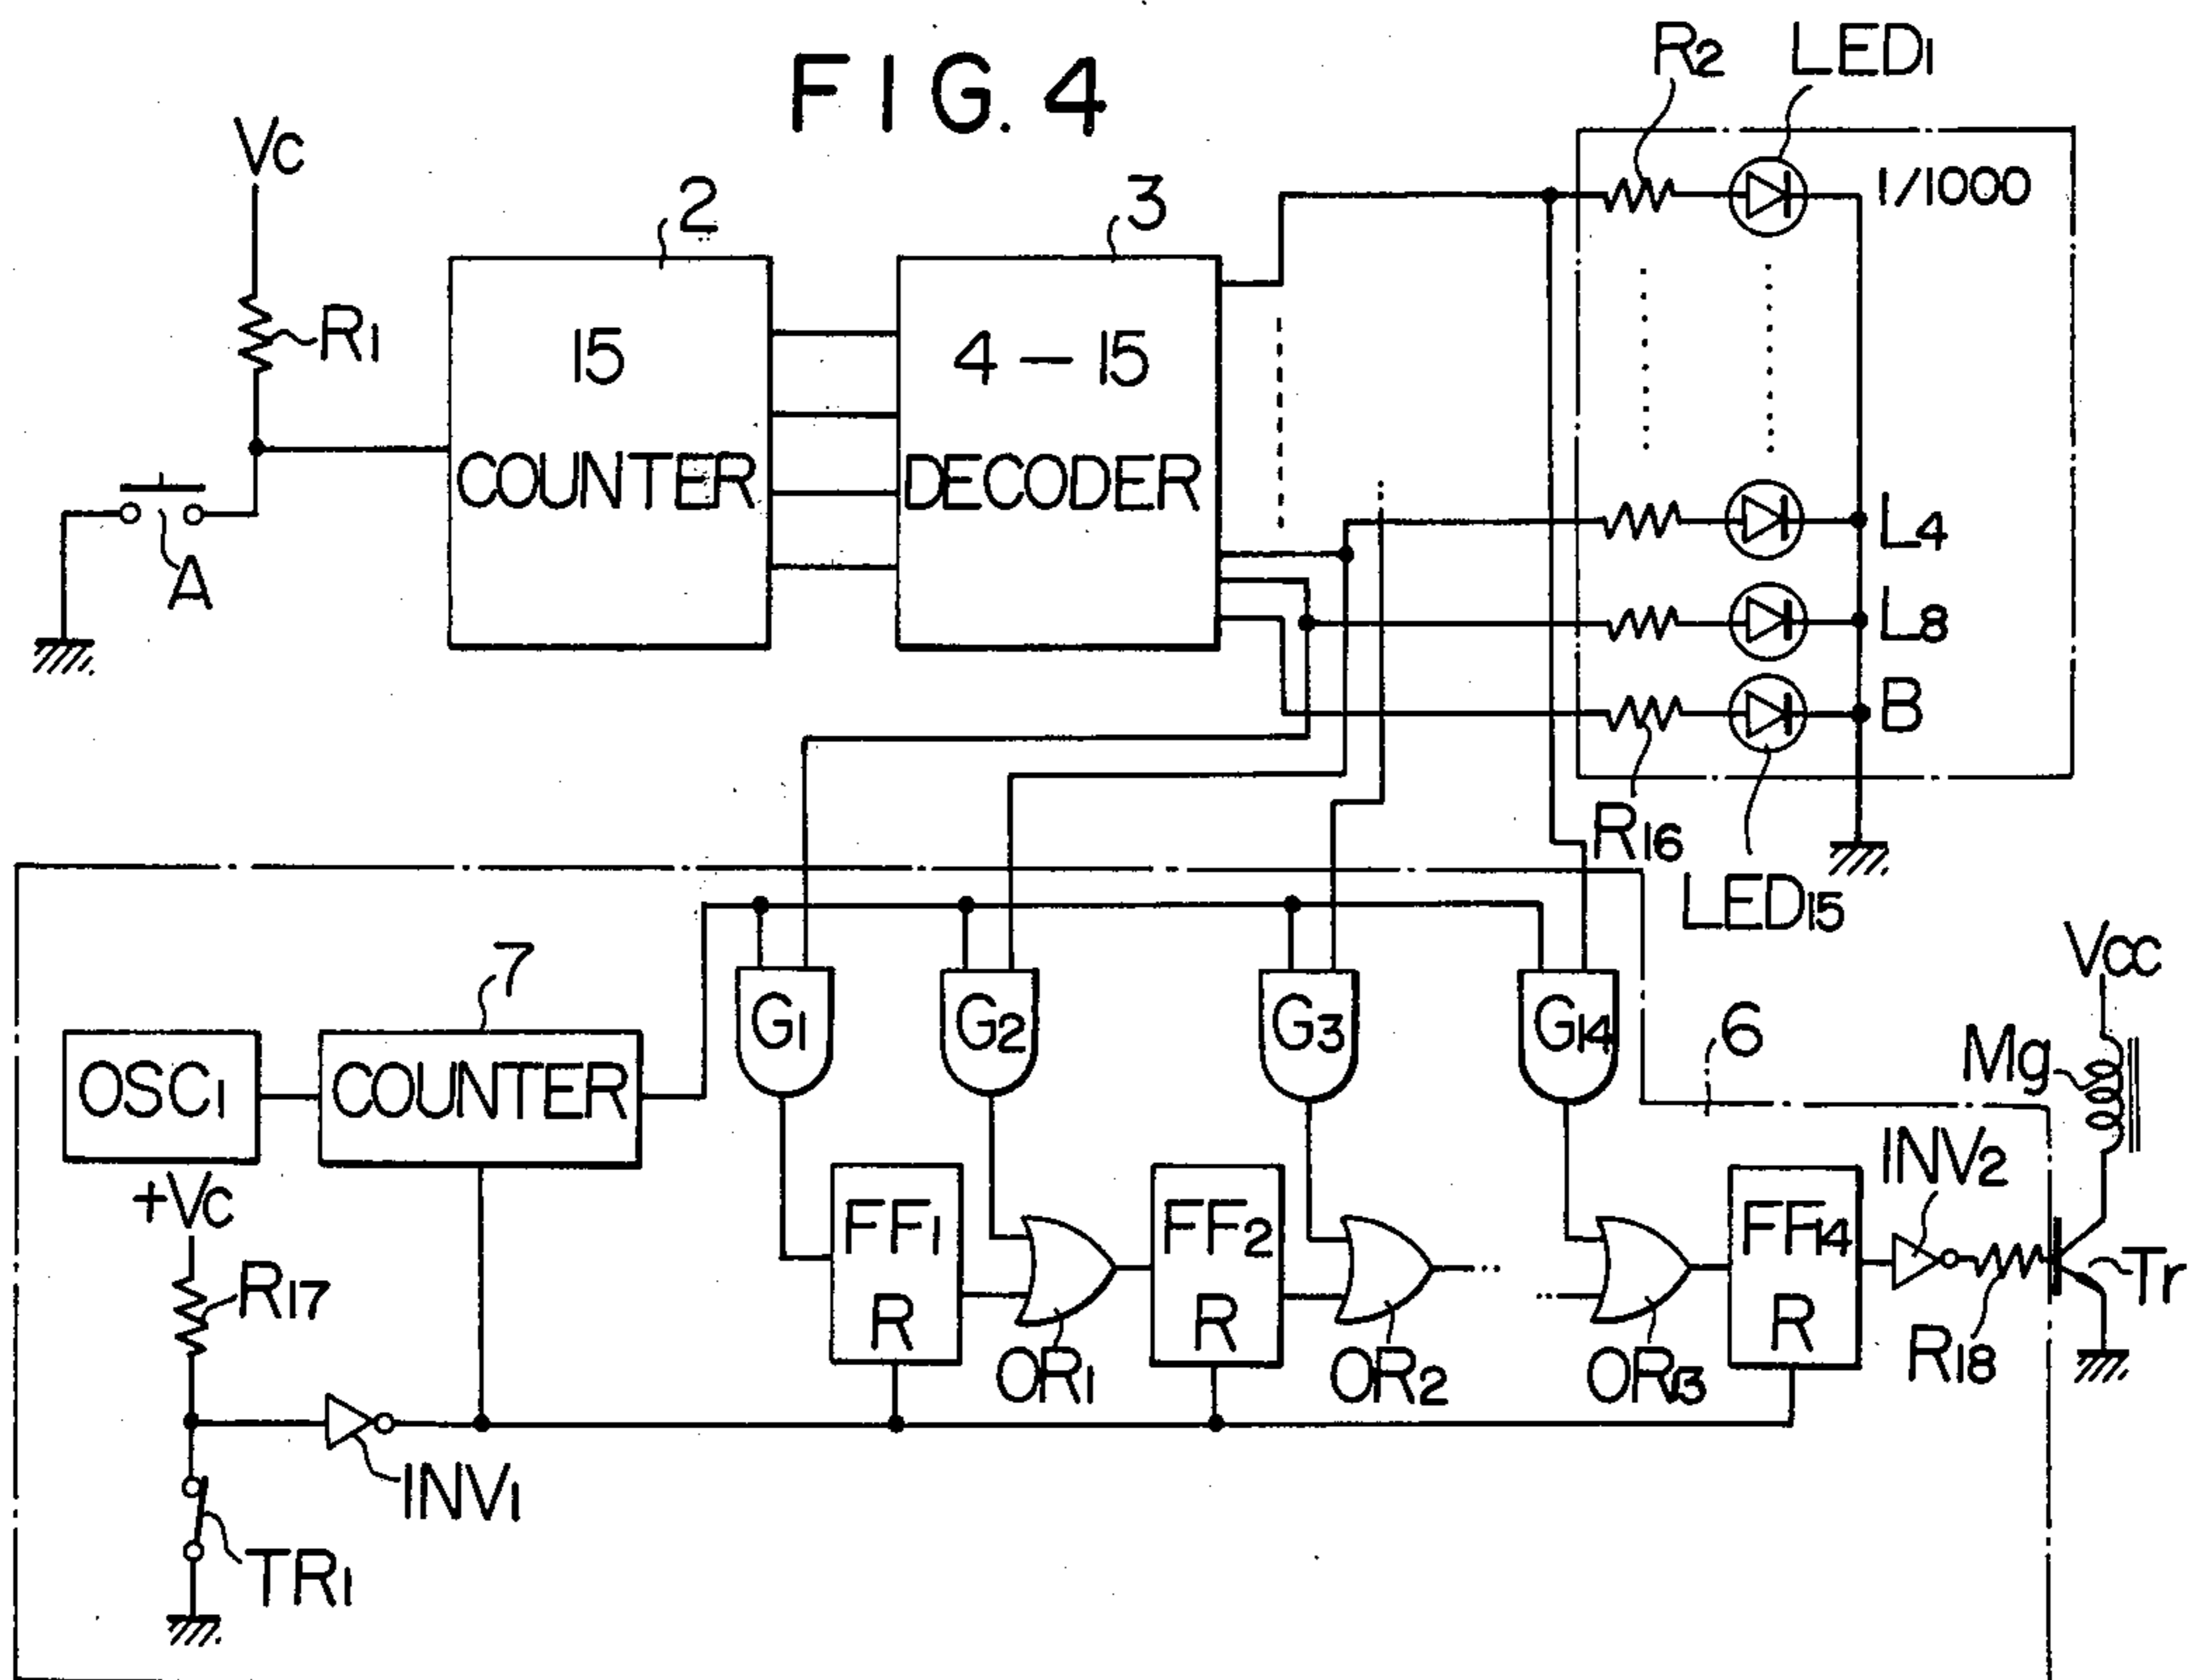 FIG. 4
R2
LED1
Vc
2
3
1/1000
R1
15
COUNTER
4-15
DECODER
A
L4
L8
B
R16
LED15
7
Vcc
G1
G2
G3
G14
6
Mg
OSC1
COUNTER
INV2
+Vc
FF1
R
FF2
R
FF14
R
Tr
R17
OR1
OR2
OR13
R18
INV1
TR1